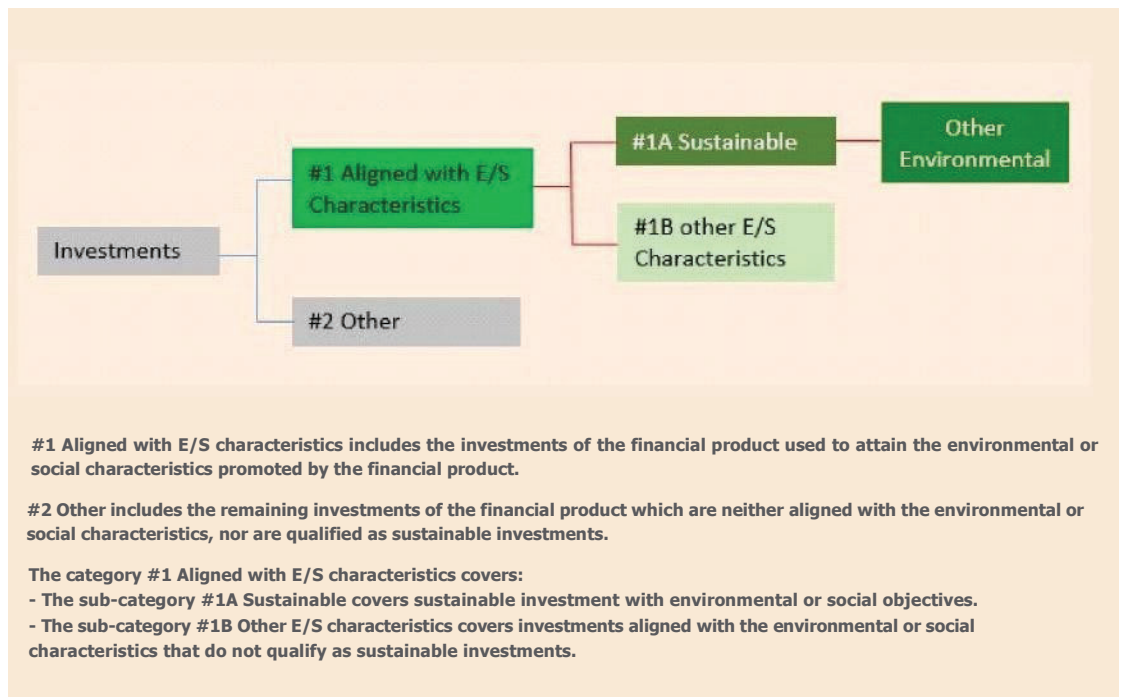 Investments
#1 Aligned with E/S
Characteristics
#2 Other
#1A Sustainable
#1B other E/S
Characteristics
Other
Environmental
#1 Aligned with E/S characteristics includes the investments of the financial product used to attain the environmental or
social characteristics promoted by the financial product.
#2 Other includes the remaining investments of the financial product which are neither aligned with the environmental or
social characteristics, nor are qualified as sustainable investments.
The category #1 Aligned with E/S characteristics covers:
- The sub-category #1A Sustainable covers sustainable investment with environmental or social objectives.
- The sub-category #1B Other E/S characteristics covers investments aligned with the environmental or social
characteristics that do not qualify as sustainable investments.